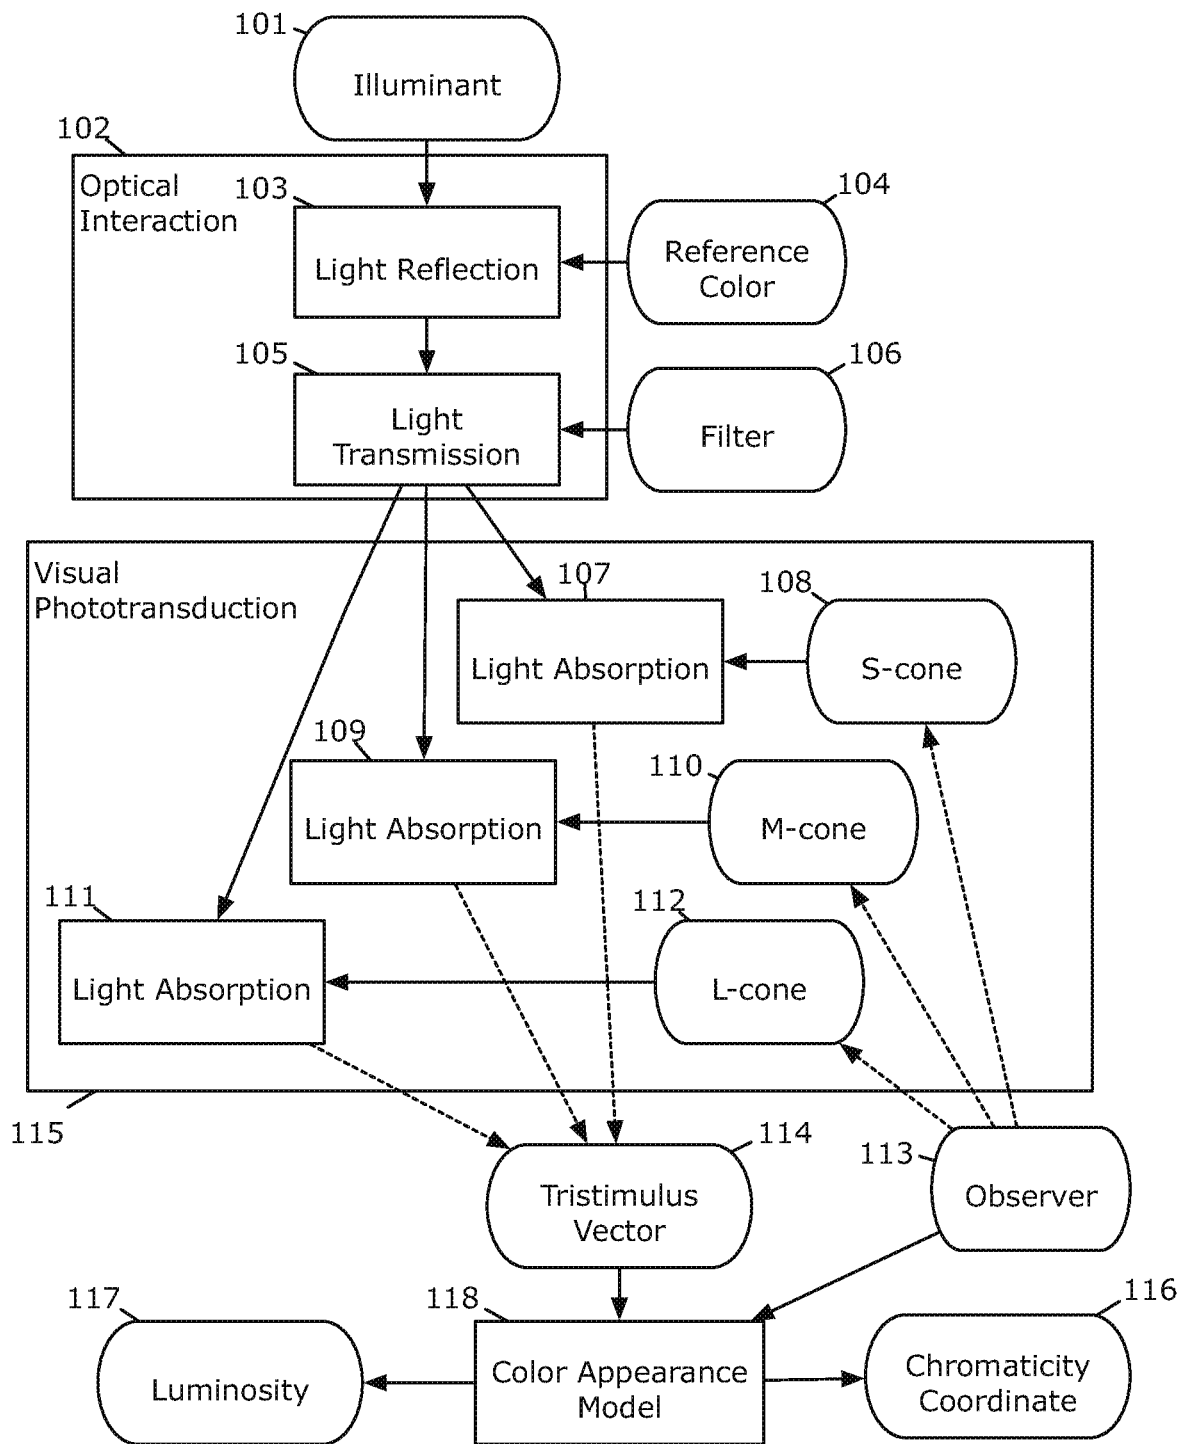 101
Illuminant
102
Optical
Interaction
103
Light Reflection
104
Reference
Color
105
Light
Transmission
106
Filter
Visual
Phototransduction
107
Light Absorption
108
S-cone
109
Light Absorption
110
M-cone
111
Light Absorption
112
L-cone
115
114
Tristimulus
Vector
113
Observer
117
Luminosity
118
Color Appearance
Model
116
Chromaticity
Coordinate